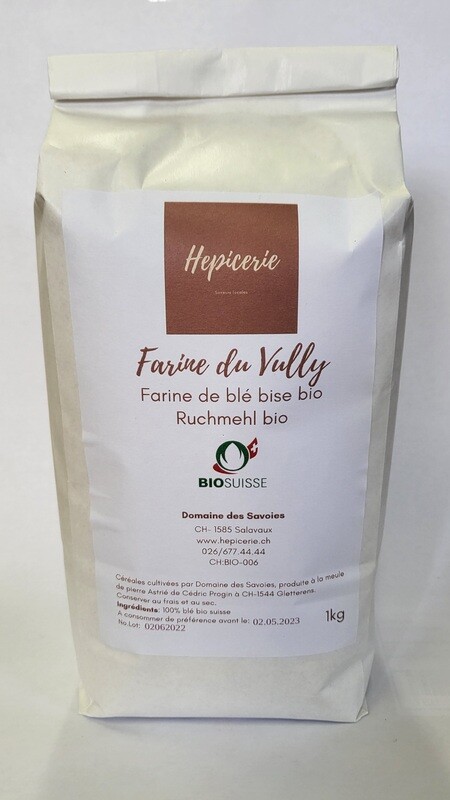 Hepicerie
Farine du Vully
Farine de blé bise bio
Ruchmehl bio
BIOSUISSE
Domaine des Savoies
CH- 1585 Salavaux
www.hepicerie.ch
026/677.44.44
CH:BIO-006
Céréales cultivées par Domaine des Savoies, produite à la meule
de pierre Astrié de Cédric Progin à CH-1544 Gletterens.
Conserver au frais et au sec.
Ingrédients: 100% blé bio suisse
A consommer de préférence avant le: 02.05.2023
No.Lot: 02062022
1kg